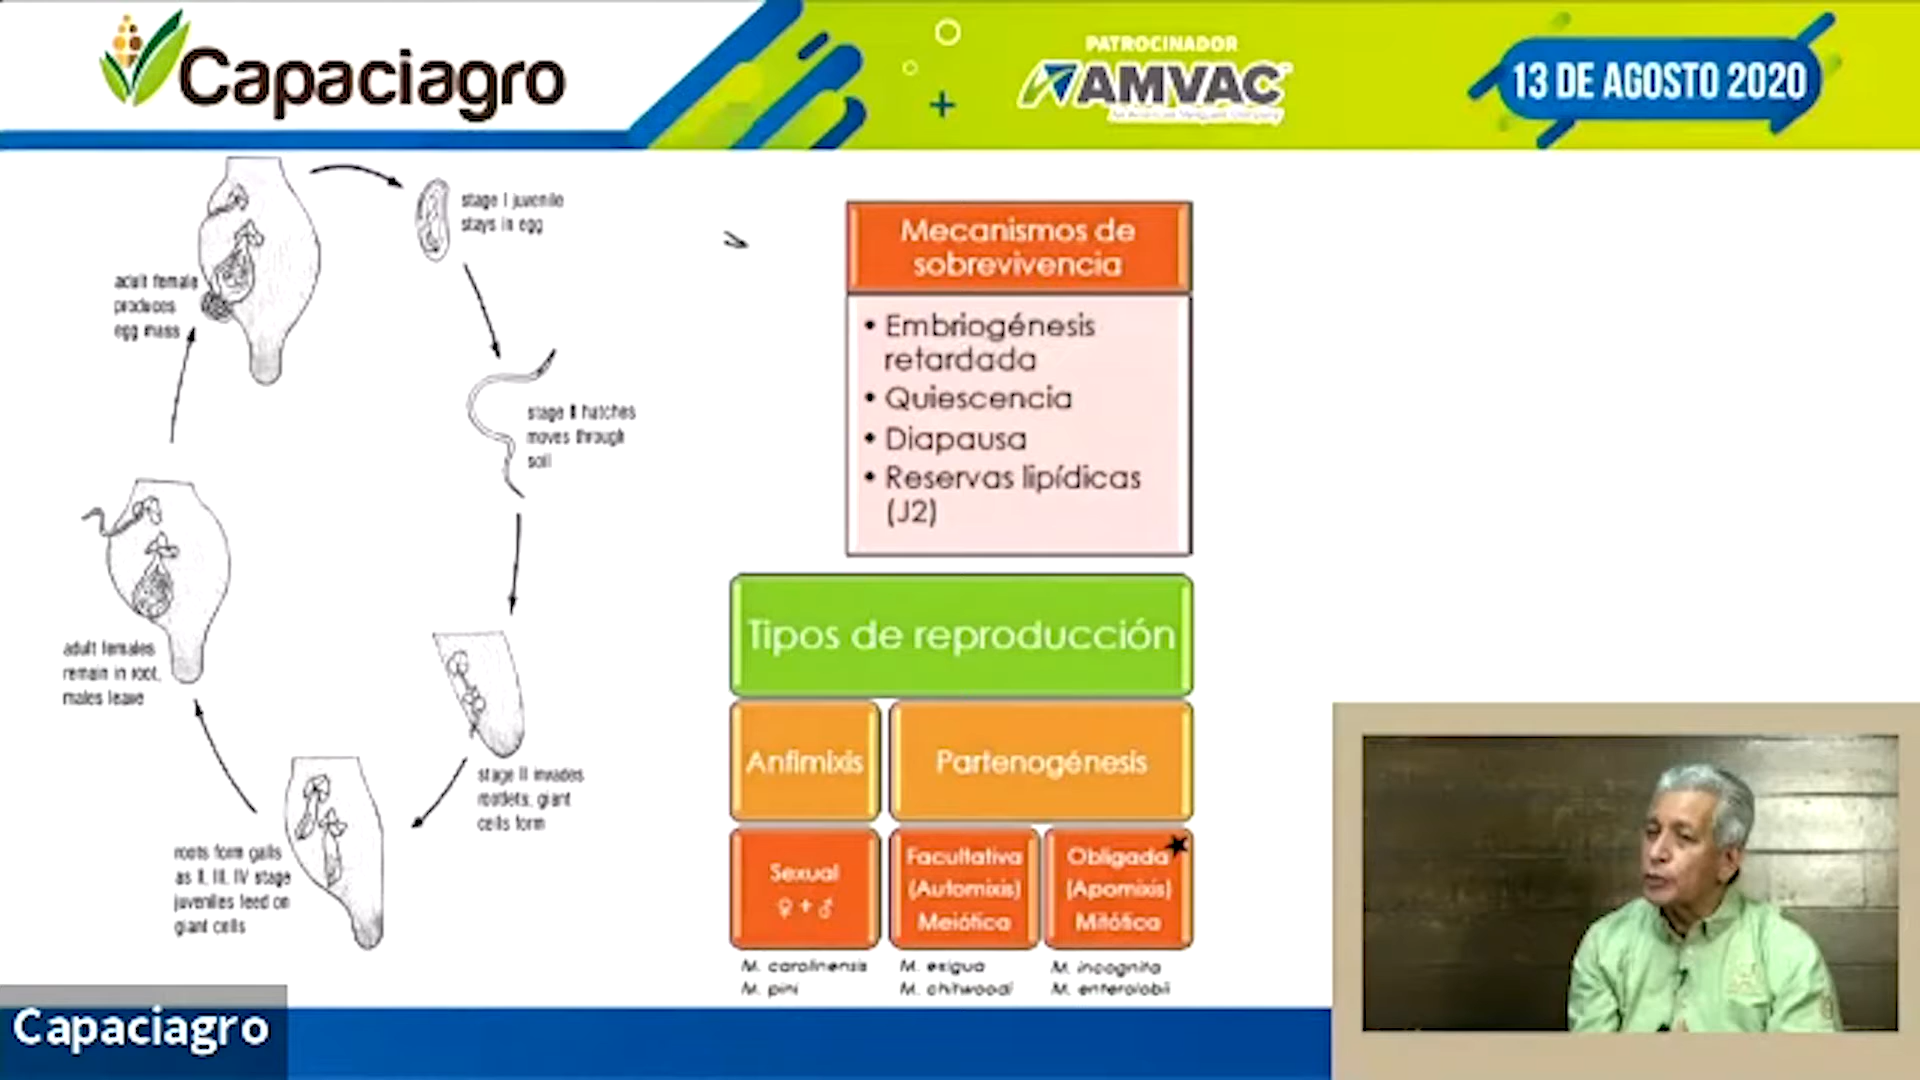 Capaciagro
PATROCINADOR
AMVAC
13 DE AGOSTO 2020
stage I juvenile
stays in egg
adult female
produces
egg mass
stage II hatches
moves through
soil
adult females
remain in root,
males leave
stage II invades
rootlets, giant
cells form
roots form galls
as II, III, IV stage
juveniles feed on
giant cells
Mecanismos de
sobrevivencia
• Embriogénesis
retardada
• Quiescencia
• Diapausa
• Reservas lipídicas
(J2)
Tipos de reproducción
Anfimixis
Partenogénesis
Sexual
♀ + ♂
Facultativa
(Automixis)
Meiótica
Obligada
(Apomixis)
Mitótica
M. carolinensis
M. pini
M. exigua
M. chitwoodi
M. incognita
M. enterolobii
Capaciagro